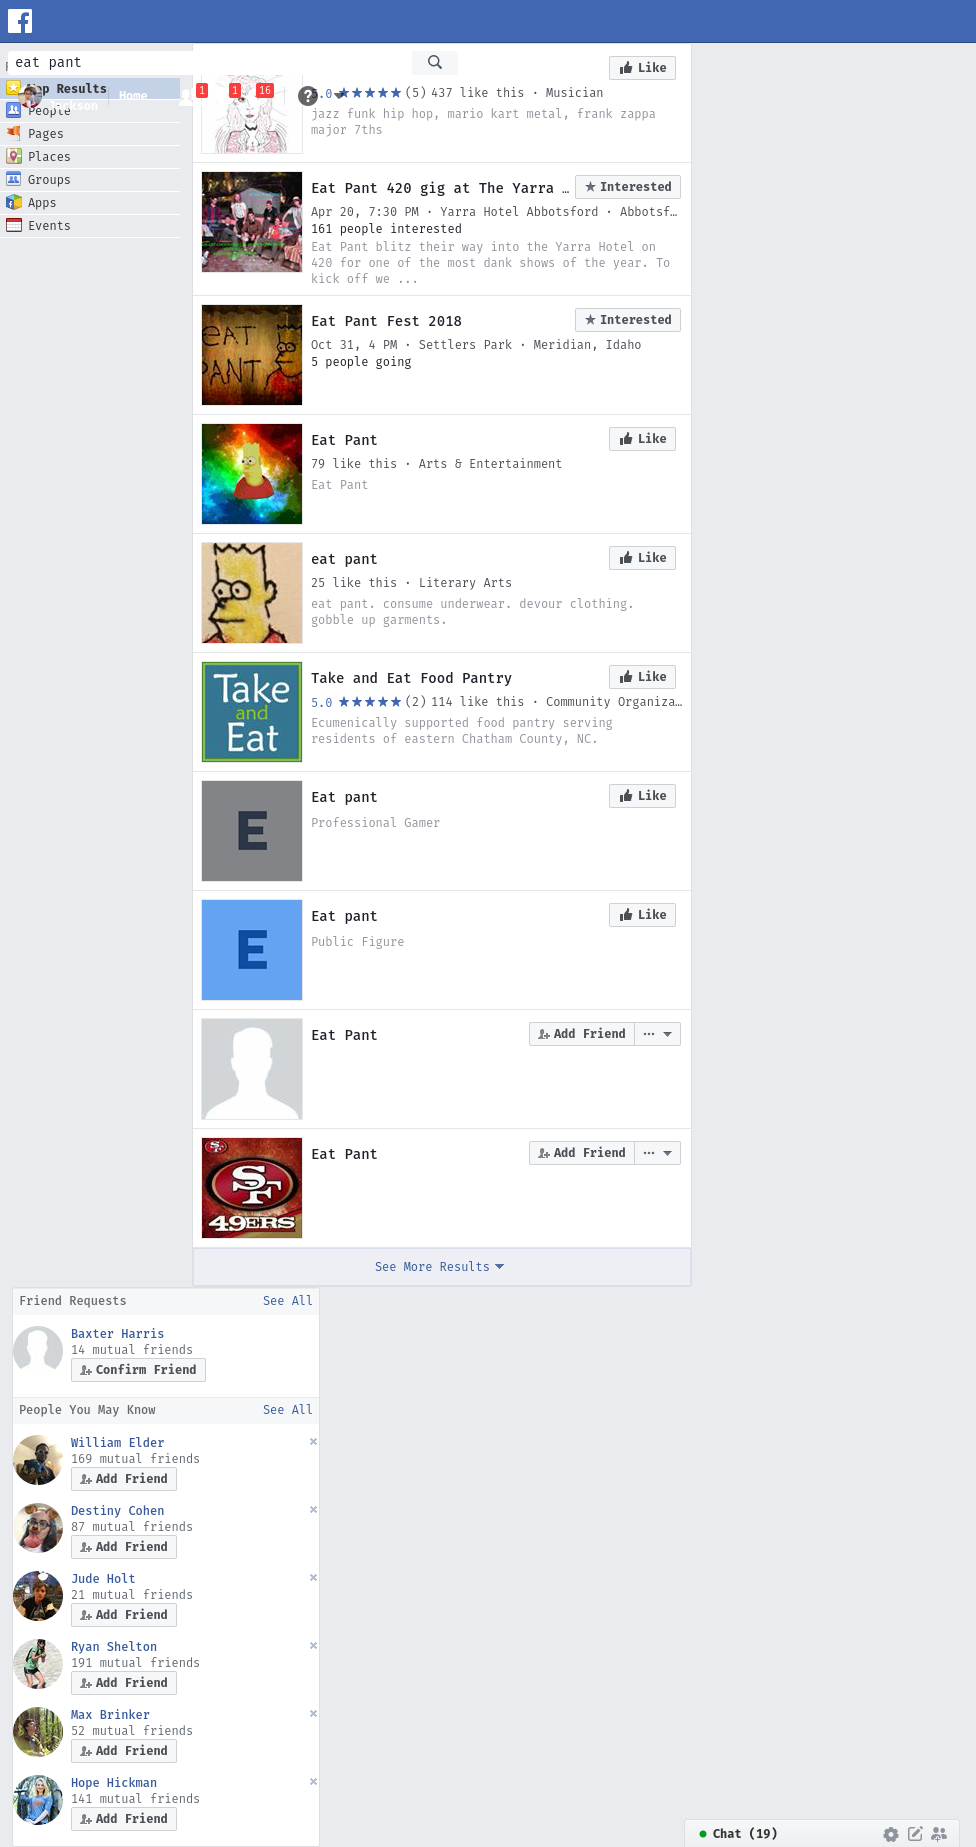 eat pant
Top Results
Home
Jackson
1
1
16
People
Pages
Places
Groups
Apps
Events
Like
5.0 (5) 437 like this · Musician
jazz funk hip hop, mario kart metal, frank zappa
major 7ths
Eat Pant 420 gig at The Yarra …
Interested
Apr 20, 7:30 PM · Yarra Hotel Abbotsford · Abbotsf…
161 people interested
Eat Pant blitz their way into the Yarra Hotel on
420 for one of the most dank shows of the year. To
kick off we ...
EAT
PANT
Eat Pant Fest 2018
Interested
Oct 31, 4 PM · Settlers Park · Meridian, Idaho
5 people going
Eat Pant
Like
79 like this · Arts & Entertainment
Eat Pant
eat pant
Like
25 like this · Literary Arts
eat pant. consume underwear. devour clothing.
gobble up garments.
Take
and
Eat
Take and Eat Food Pantry
Like
5.0 (2) 114 like this · Community Organiza…
Ecumenically supported food pantry serving
residents of eastern Chatham County, NC.
E
Eat pant
Like
Professional Gamer
E
Eat pant
Like
Public Figure
Eat Pant
Add Friend
SF
49ERS
Eat Pant
Add Friend
See More Results
Friend Requests See All
Baxter Harris
14 mutual friends
Confirm Friend
People You May Know See All
William Elder
169 mutual friends
Add Friend
Destiny Cohen
87 mutual friends
Add Friend
Jude Holt
21 mutual friends
Add Friend
Ryan Shelton
191 mutual friends
Add Friend
Max Brinker
52 mutual friends
Add Friend
Hope Hickman
141 mutual friends
Add Friend
Chat (19)